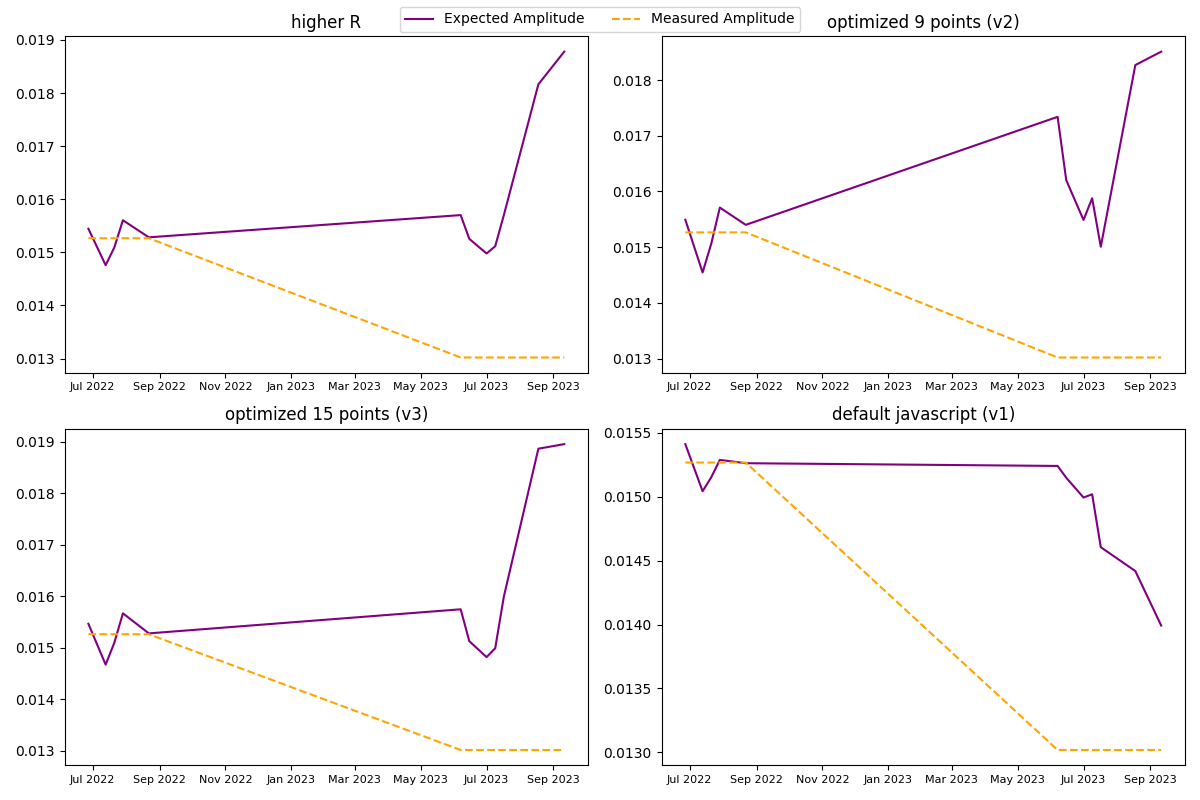 Expected Amplitude Measured Amplitude
higher R
0.019
0.018
0.017
0.016
0.015
0.014
0.013
Jul 2022 Sep 2022 Nov 2022 Jan 2023 Mar 2023 May 2023 Jul 2023 Sep 2023
optimized 9 points (v2)
0.018
0.017
0.016
0.015
0.014
0.013
Jul 2022 Sep 2022 Nov 2022 Jan 2023 Mar 2023 May 2023 Jul 2023 Sep 2023
optimized 15 points (v3)
0.019
0.018
0.017
0.016
0.015
0.014
0.013
Jul 2022 Sep 2022 Nov 2022 Jan 2023 Mar 2023 May 2023 Jul 2023 Sep 2023
default javascript (v1)
0.0155
0.0150
0.0145
0.0140
0.0135
0.0130
Jul 2022 Sep 2022 Nov 2022 Jan 2023 Mar 2023 May 2023 Jul 2023 Sep 2023